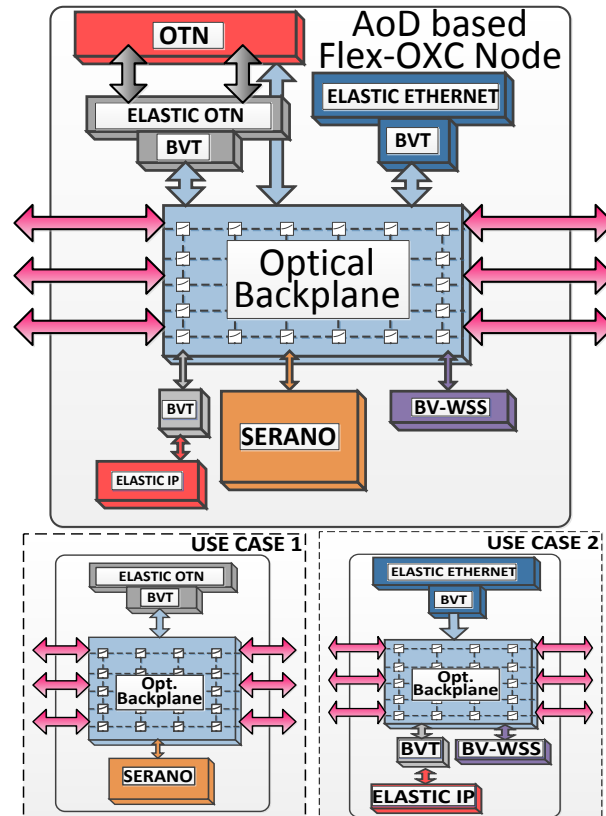 AoD based
Flex-OXC Node
OTN
ELASTIC OTN
BVT
ELASTIC ETHERNET
BVT
Optical
Backplane
BVT
ELASTIC IP
SERANO
BV-WSS
USE CASE 1
ELASTIC OTN
BVT
Opt.
Backplane
SERANO
USE CASE 2
ELASTIC ETHERNET
BVT
Opt.
Backplane
BVT
BV-WSS
ELASTIC IP